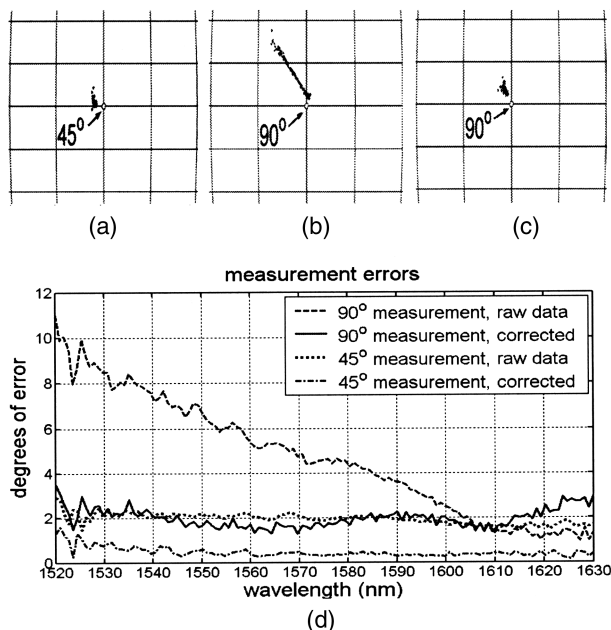 45°
90°
90°
(a)
(b)
(c)
measurement errors
12
10
8
6
4
2
0
degrees of error
90° measurement, raw data
90° measurement, corrected
45° measurement, raw data
45° measurement, corrected
1520 1530 1540 1550 1560 1570 1580 1590 1600 1610 1620 1630
wavelength (nm)
(d)